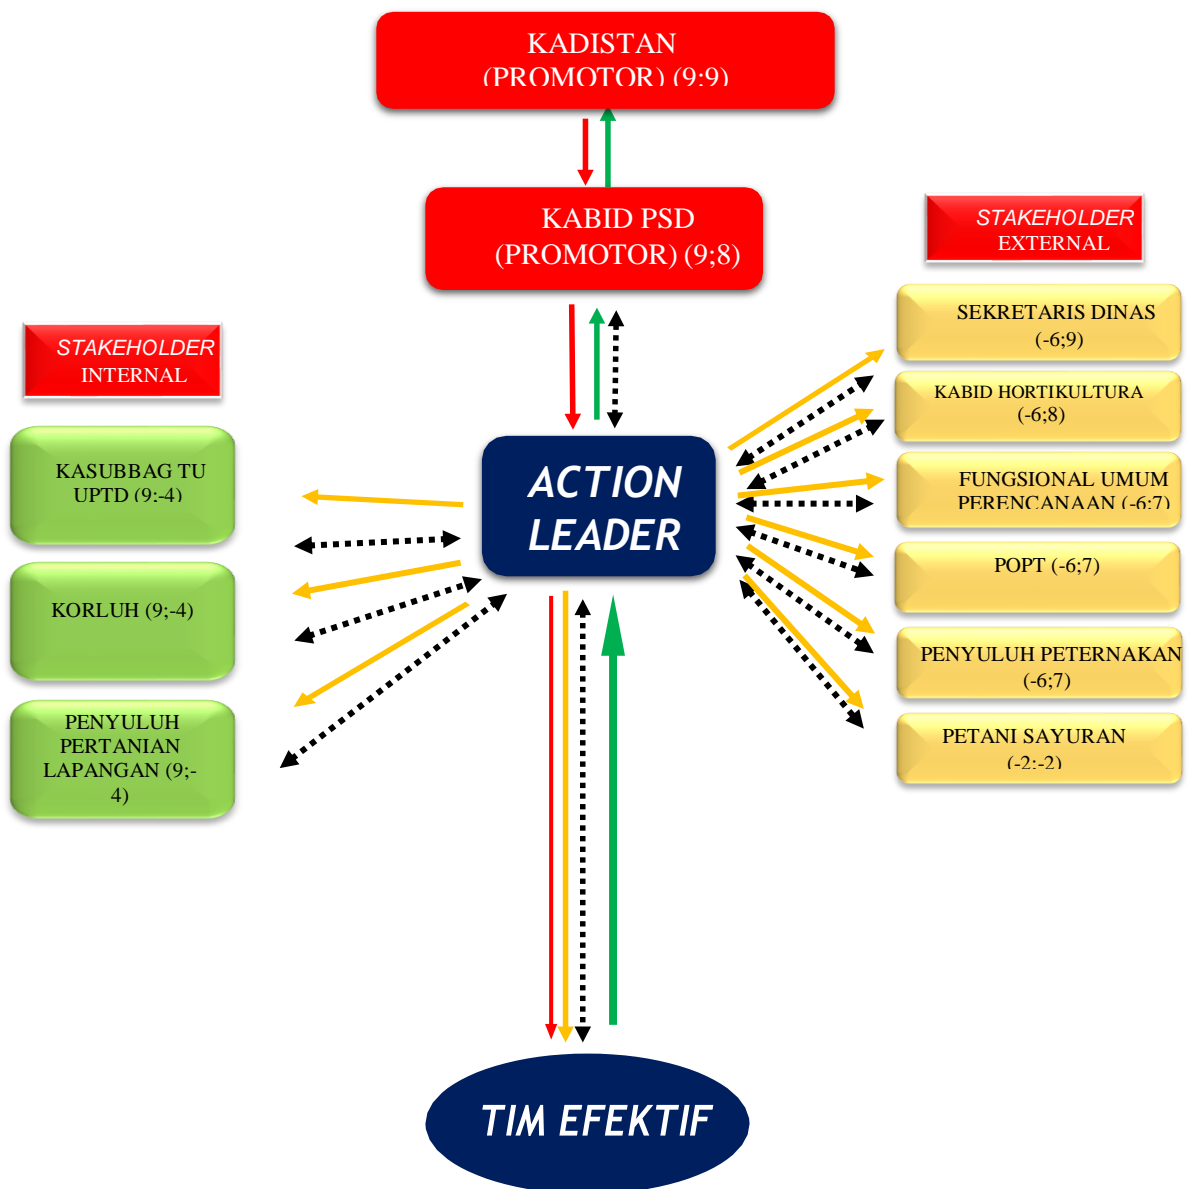 KADISTAN
(PROMOTOR) (9;9)
KABID PSD
(PROMOTOR) (9;8)
STAKEHOLDER
EXTERNAL
SEKRETARIS DINAS
(-6;9)
KABID HORTIKULTURA
(-6;8)
FUNGSIONAL UMUM
PERENCANAAN (-6;7)
POPT (-6;7)
PENYULUH PETERNAKAN
(-6;7)
PETANI SAYURAN
(-2;-2)
STAKEHOLDER
INTERNAL
KASUBBAG TU
UPTD (9;-4)
KORLUH (9;-4)
PENYULUH
PERTANIAN
LAPANGAN (9;-
4)
ACTION
LEADER
TIM EFEKTIF